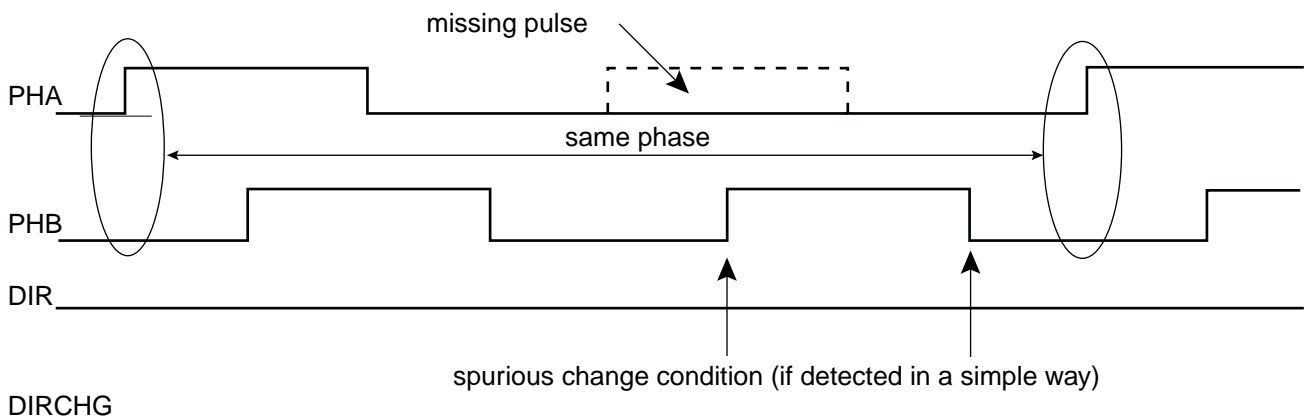 missing pulse
PHA
same phase
PHB
DIR
spurious change condition (if detected in a simple way)
DIRCHG